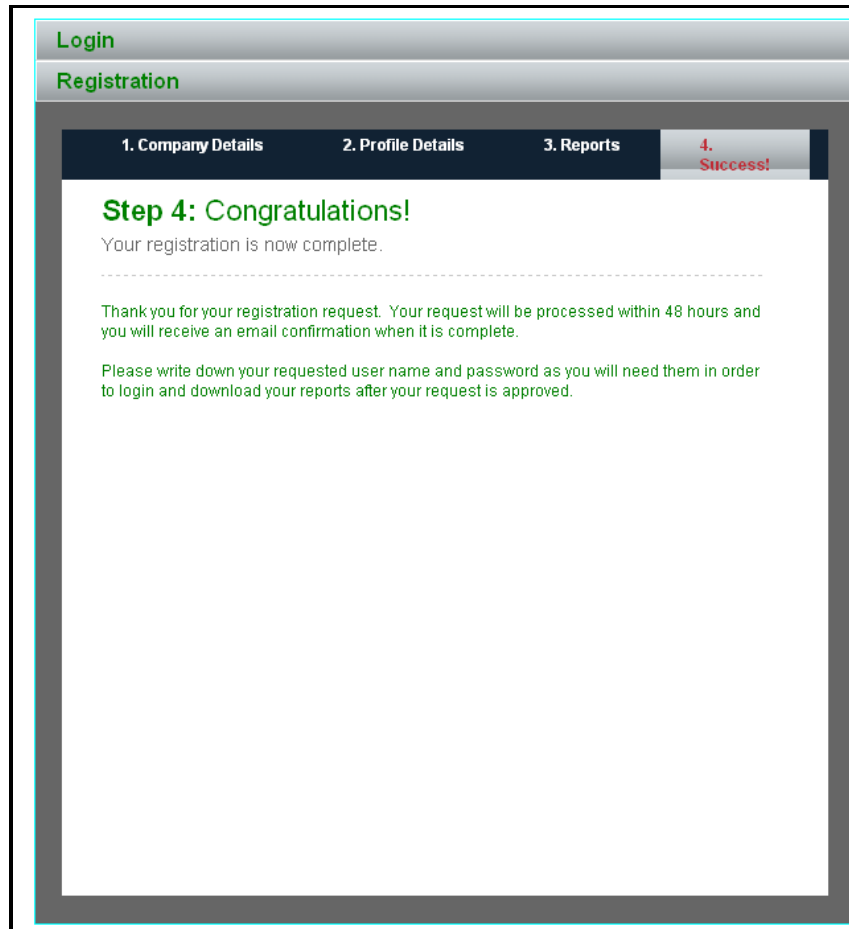 Login
Registration
1. Company Details 2. Profile Details 3. Reports 4.
Success!
Step 4: Congratulations!
Your registration is now complete.
Thank you for your registration request.  Your request will be processed within 48 hours and
you will receive an email confirmation when it is complete.
Please write down your requested user name and password as you will need them in order
to login and download your reports after your request is approved.